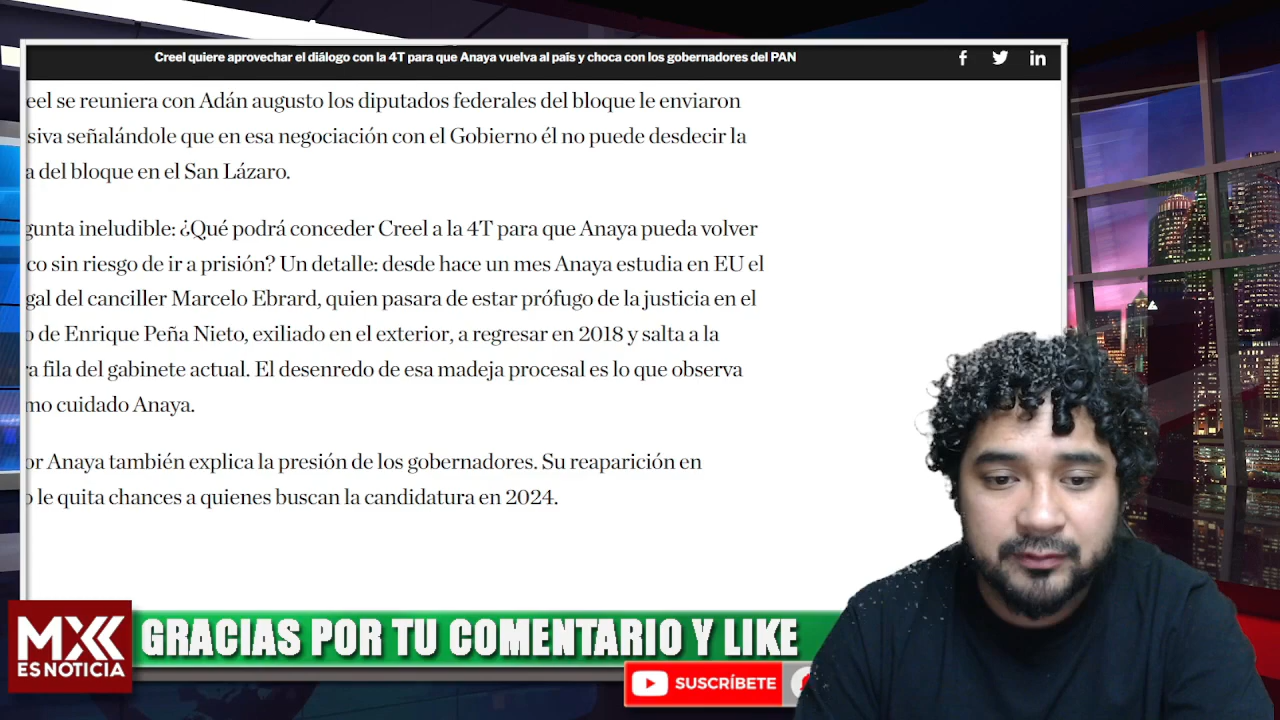 Creel quiere aprovechar el diálogo con la 4T para que Anaya vuelva al país y choca con los gobernadores del PAN
eel se reuniera con Adán augusto los diputados federales del bloque le enviaron
siva señalándole que en esa negociación con el Gobierno él no puede desdecir la
a del bloque en el San Lázaro.
gunta ineludible: ¿Qué podrá conceder Creel a la 4T para que Anaya pueda volver
co sin riesgo de ir a prisión? Un detalle: desde hace un mes Anaya estudia en EU el
gal del canciller Marcelo Ebrard, quien pasara de estar prófugo de la justicia en el
o de Enrique Peña Nieto, exiliado en el exterior, a regresar en 2018 y salta a la
a fila del gabinete actual. El desenredo de esa madeja procesal es lo que observa
mo cuidado Anaya.
or Anaya también explica la presión de los gobernadores. Su reaparición en
o le quita chances a quienes buscan la candidatura en 2024.
MX
ES NOTICIA
GRACIAS POR TU COMENTARIO Y LIKE
SUSCRÍBETE